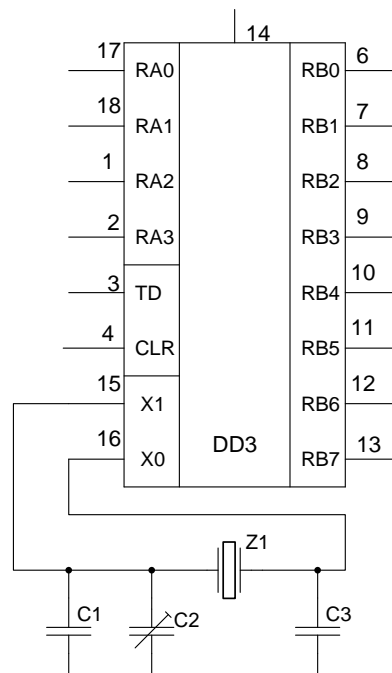 14
17 RA0 RB0 6
18 RA1 RB1 7
1 RA2 RB2 8
2 RA3 RB3 9
3 TD RB4 10
4 CLR RB5 11
15 X1 RB6 12
16 X0 DD3 RB7 13
Z1
C1 C2 C3